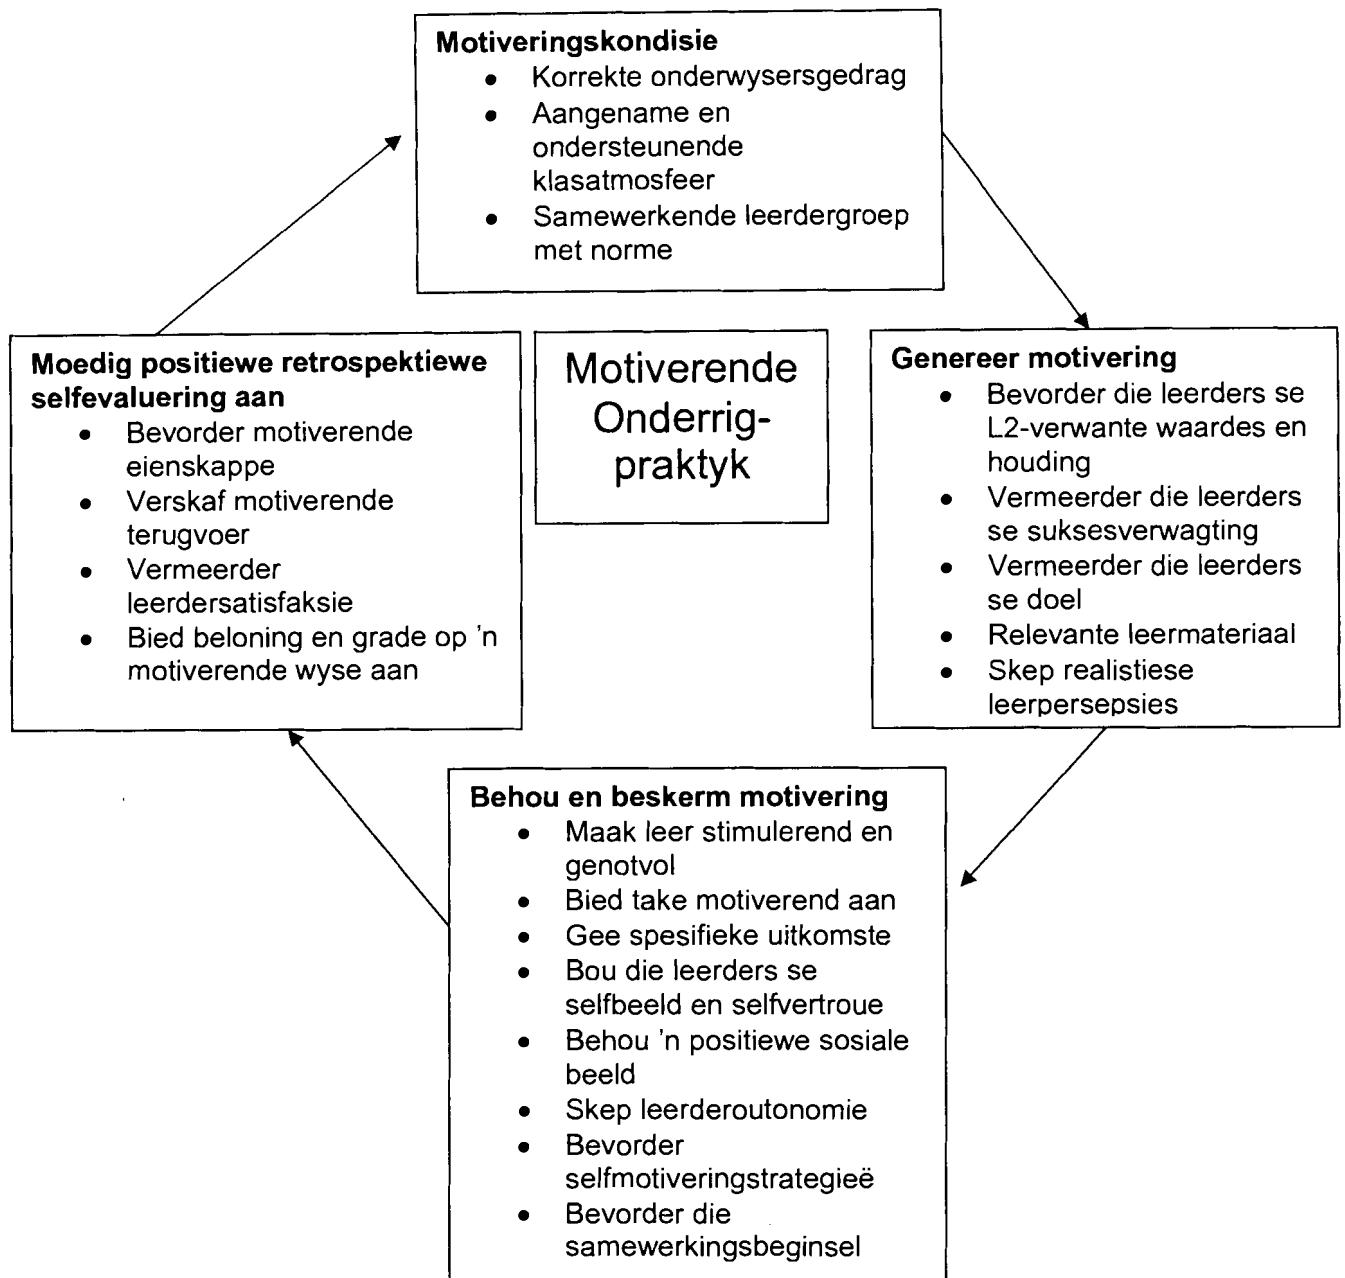 Motiveringskondisie
• Korrekte onderwysersgedrag
• Aangename en
ondersteunende
klasatmosfeer
• Samewerkende leerdergroep
met norme
Moedig positiewe retrospektiewe
selfevaluering aan
• Bevorder motiverende
eienskappe
• Verskaf motiverende
terugvoer
• Vermeerder
leerdersatisfaksie
• Bied beloning en grade op 'n
motiverende wyse aan
Motiverende
Onderrig-
praktyk
Genereer motivering
• Bevorder die leerders se
L2-verwante waardes en
houding
• Vermeerder die leerders
se suksesverwagting
• Vermeerder die leerders
se doel
• Relevante leermateriaal
• Skep realistiese
leerpersepsies
Behou en beskerm motivering
• Maak leer stimulerend en
genotvol
• Bied take motiverend aan
• Gee spesifieke uitkomste
• Bou die leerders se
selfbeeld en selfvertroue
• Behou 'n positiewe sosiale
beeld
• Skep leerderoutonomie
• Bevorder
selfmotiveringstrategieë
• Bevorder die
samewerkingsbeginsel